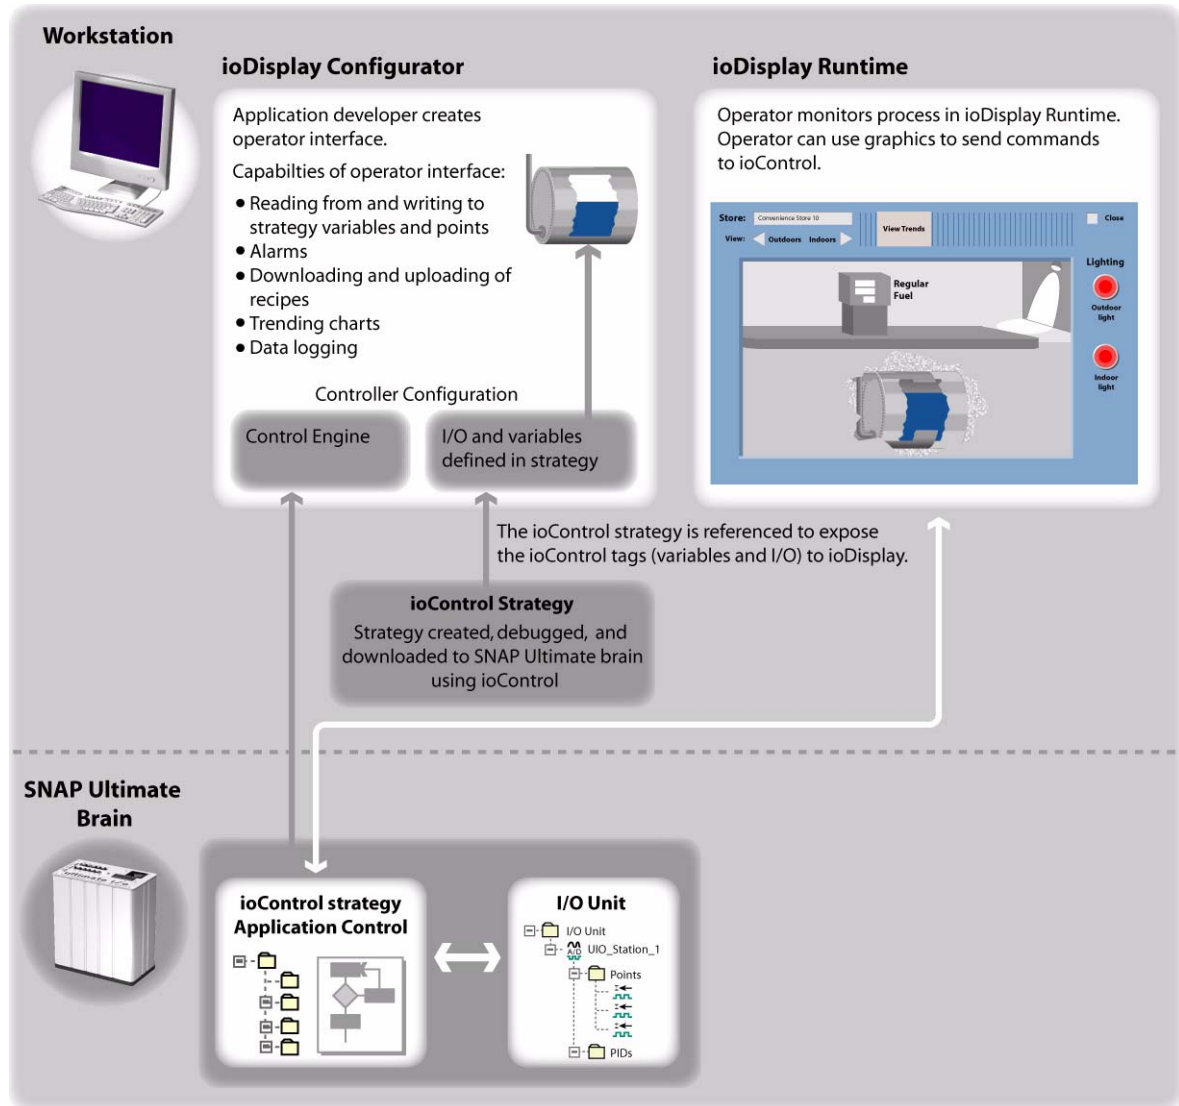 Workstation
ioDisplay Configurator
Application developer creates
operator interface.
Capabilties of operator interface:
• Reading from and writing to
strategy variables and points
• Alarms
• Downloading and uploading of
recipes
• Trending charts
• Data logging
Controller Configuration
Control Engine
I/O and variables
defined in strategy
ioDisplay Runtime
Operator monitors process in ioDisplay Runtime.
Operator can use graphics to send commands
to ioControl.
Store:
Convenience Store 10
View Trends
Close
View:
Outdoors
Indoors
Lighting
Regular
Fuel
Outdoor
light
Indoor
light
The ioControl strategy is referenced to expose
the ioControl tags (variables and I/O) to ioDisplay.
ioControl Strategy
Strategy created, debugged, and
downloaded to SNAP Ultimate brain
using ioControl
SNAP Ultimate
Brain
ultimate I/O
ioControl strategy
Application Control
I/O Unit
I/O Unit
A/D
UIO_Station_1
Points
PIDs